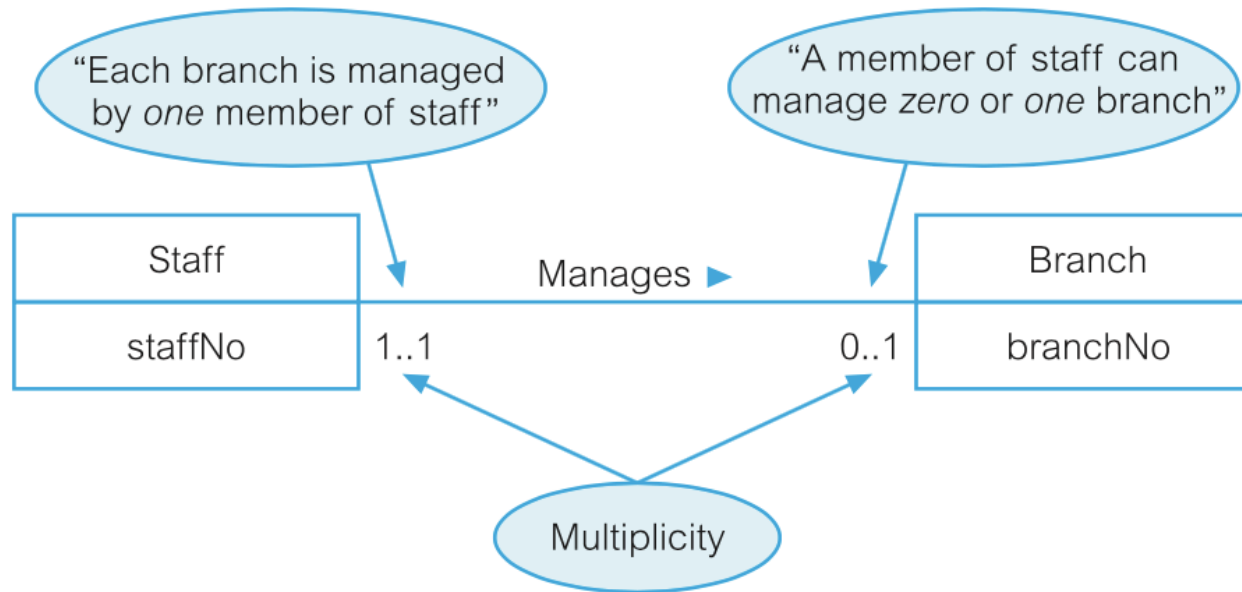 “Each branch is managed
by one member of staff”
“A member of staff can
manage zero or one branch”
Staff
Manages ►
Branch
staffNo
1..1
0..1
branchNo
Multiplicity